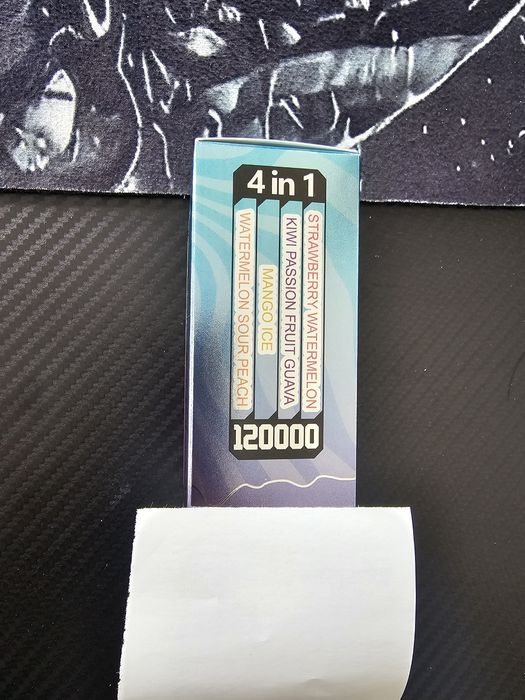 4 in 1
WATERMELON SOUR PEACH
MANGO ICE
KIWI PASSION FRUIT GUAVA
STRAWBERRY WATERMELON
120000